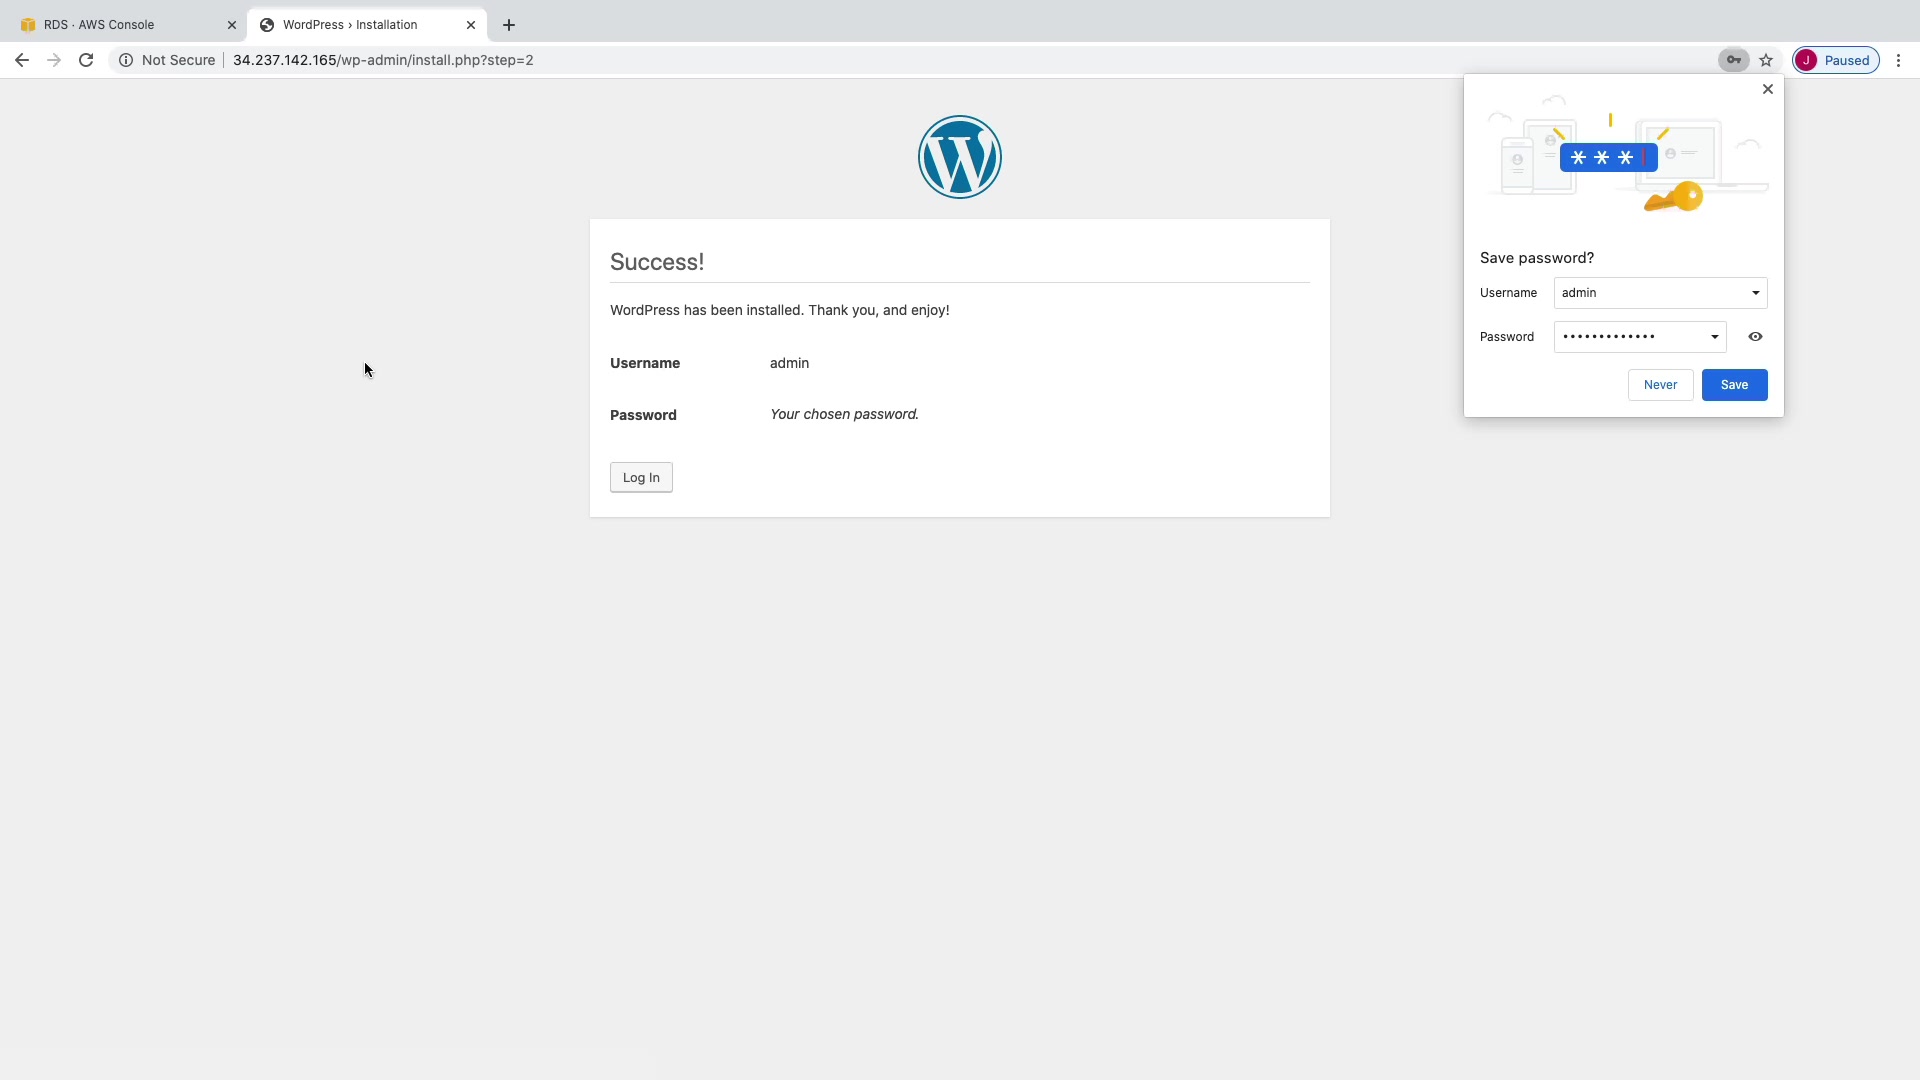 RDS · AWS Console
WordPress › Installation
Not Secure
34.237.142.165/wp-admin/install.php?step=2
J
Paused
***
Save password?
Username
admin
Password
•••••••••••••
Never
Save
W
Success!
WordPress has been installed. Thank you, and enjoy!
Username admin
Password Your chosen password.
Log In